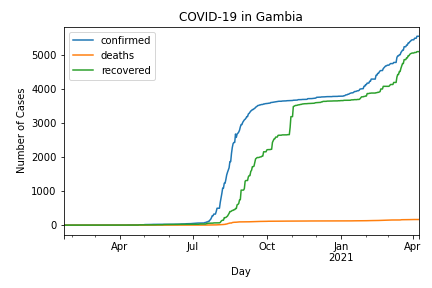 COVID-19 in Gambia
confirmed
deaths
recovered
Number of Cases
5000
4000
3000
2000
1000
0
Apr
Jul
Oct
Jan
2021
Apr
Day